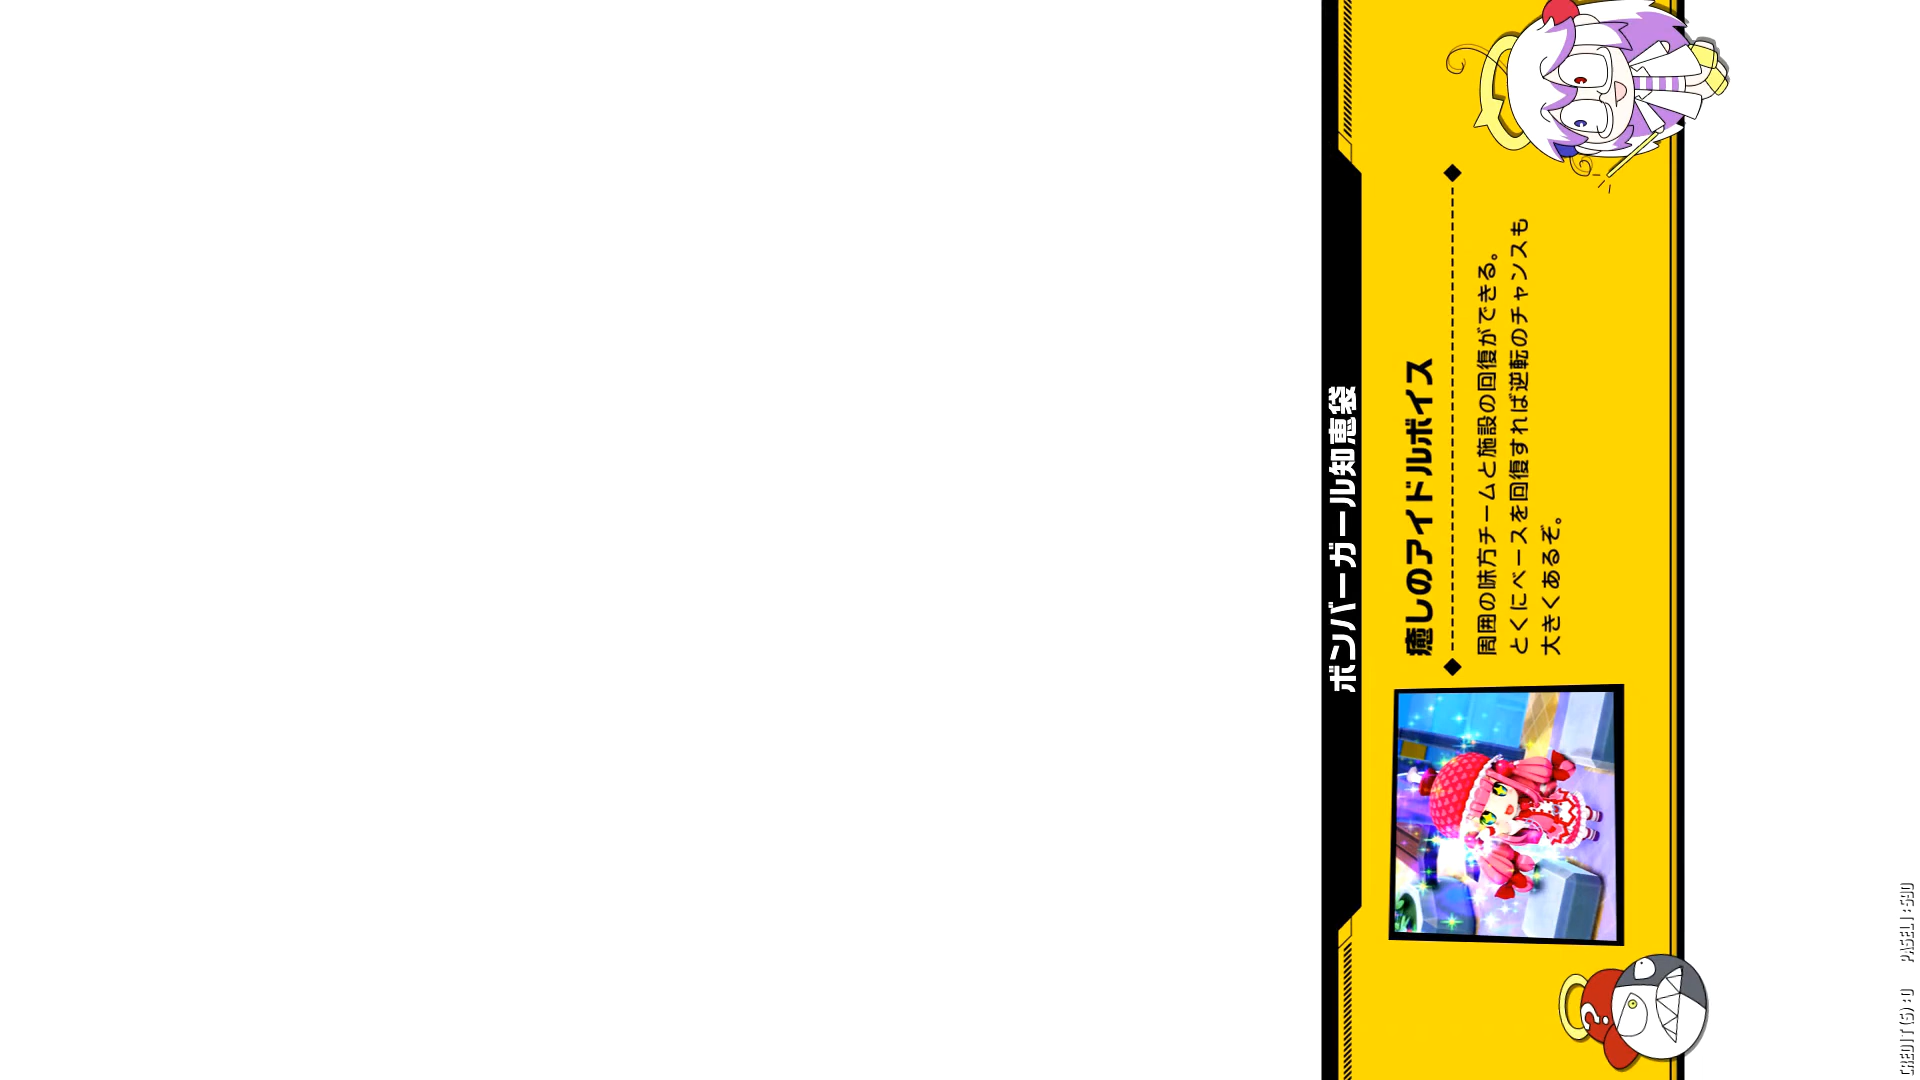 ボンバーガール知恵袋
癒しのアイドルボイス
周囲の味方チームと施設の回復ができる。
とくにベースを回復すれば逆転のチャンスも
大きくあるぞ。
?
CREDIT(S):0 PASELI:590